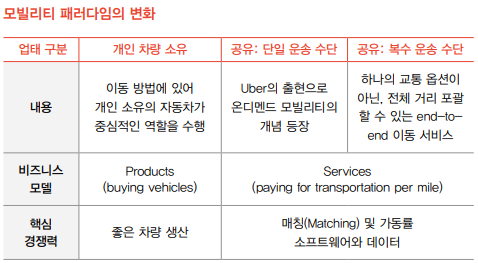 모빌리티 패러다임의 변화
업태 구분
개인 차량 소유
공유: 단일 운송 수단
공유: 복수 운송 수단
내용
이동 방법에 있어
개인 소유의 자동차가
중심적인 역할을 수행
Uber의 출현으로
온디멘드 모빌리티의
개념 등장
하나의 교통 옵션이
아닌, 전체 거리 포괄
할 수 있는 end-to-
end 이동 서비스
비즈니스
모델
Products
(buying vehicles)
Services
(paying for transportation per mile)
핵심
경쟁력
좋은 차량 생산
매칭(Matching) 및 가동률
소프트웨어와 데이터